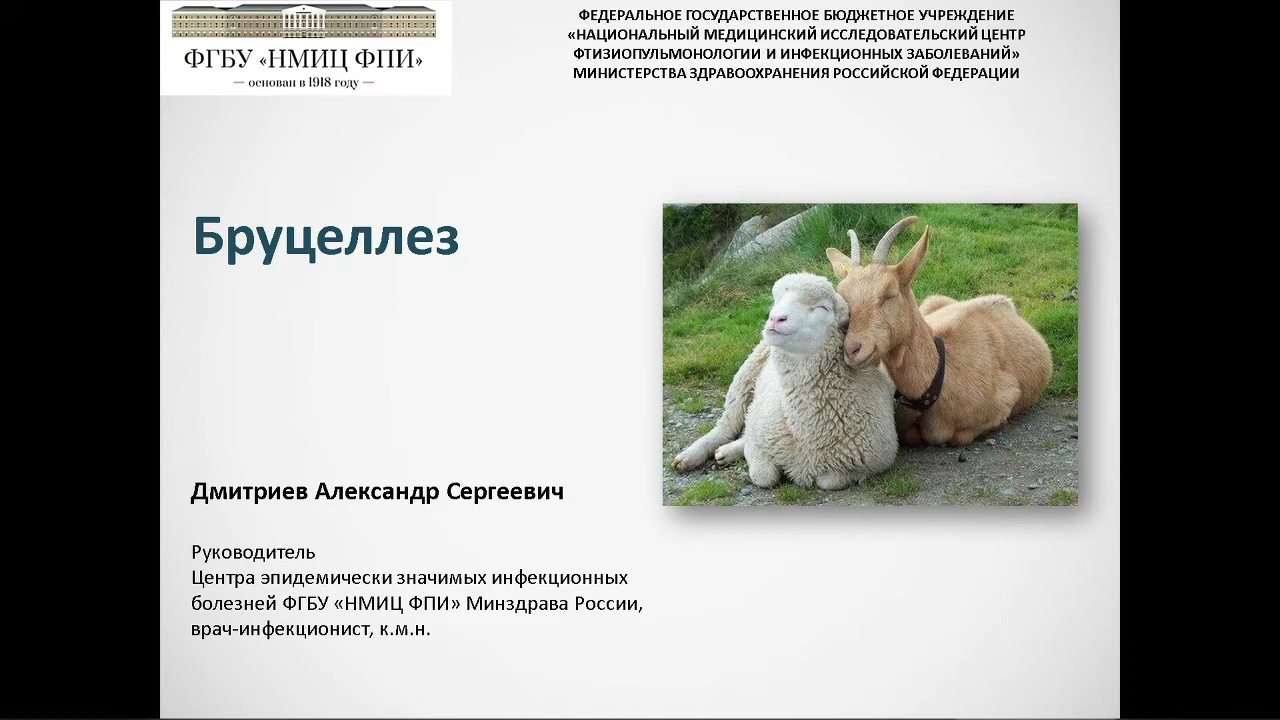 ФГБУ «НМИЦ ФПИ»
— основан в 1918 году —
ФЕДЕРАЛЬНОЕ ГОСУДАРСТВЕННОЕ БЮДЖЕТНОЕ УЧРЕЖДЕНИЕ
«НАЦИОНАЛЬНЫЙ МЕДИЦИНСКИЙ ИССЛЕДОВАТЕЛЬСКИЙ ЦЕНТР
ФТИЗИОПУЛЬМОНОЛОГИИ И ИНФЕКЦИОННЫХ ЗАБОЛЕВАНИЙ»
МИНИСТЕРСТВА ЗДРАВООХРАНЕНИЯ РОССИЙСКОЙ ФЕДЕРАЦИИ
Бруцеллез
Дмитриев Александр Сергеевич
Руководитель
Центра эпидемически значимых инфекционных
болезней ФГБУ «НМИЦ ФПИ» Минздрава России,
врач-инфекционист, к.м.н.